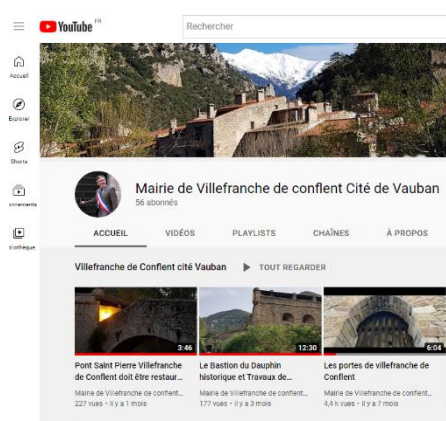 YouTube FR
Rechercher
Accueil
Explorer
Shorts
bliothèque
Mairie de Villefranche de conflent Cité de Vauban
56 abonnés
ACCUEIL VIDÉOS PLAYLISTS CHAÎNES À PROPOS
Villefranche de Conflent cité Vauban TOUT REGARDER
3:46 12:30 6:04
Pont Saint Pierre Villefranche
de Conflent doit être restaur...
Mairie de Villefranche de conflent...
227 vues • il y a 1 mois
Le Bastion du Dauphin
historique et Travaux de...
Mairie de Villefranche de conflent...
177 vues • il y a 3 mois
Les portes de villefranche de
Conflent
Mairie de Villefranche de conflent...
4,4 k vues • il y a 7 mois